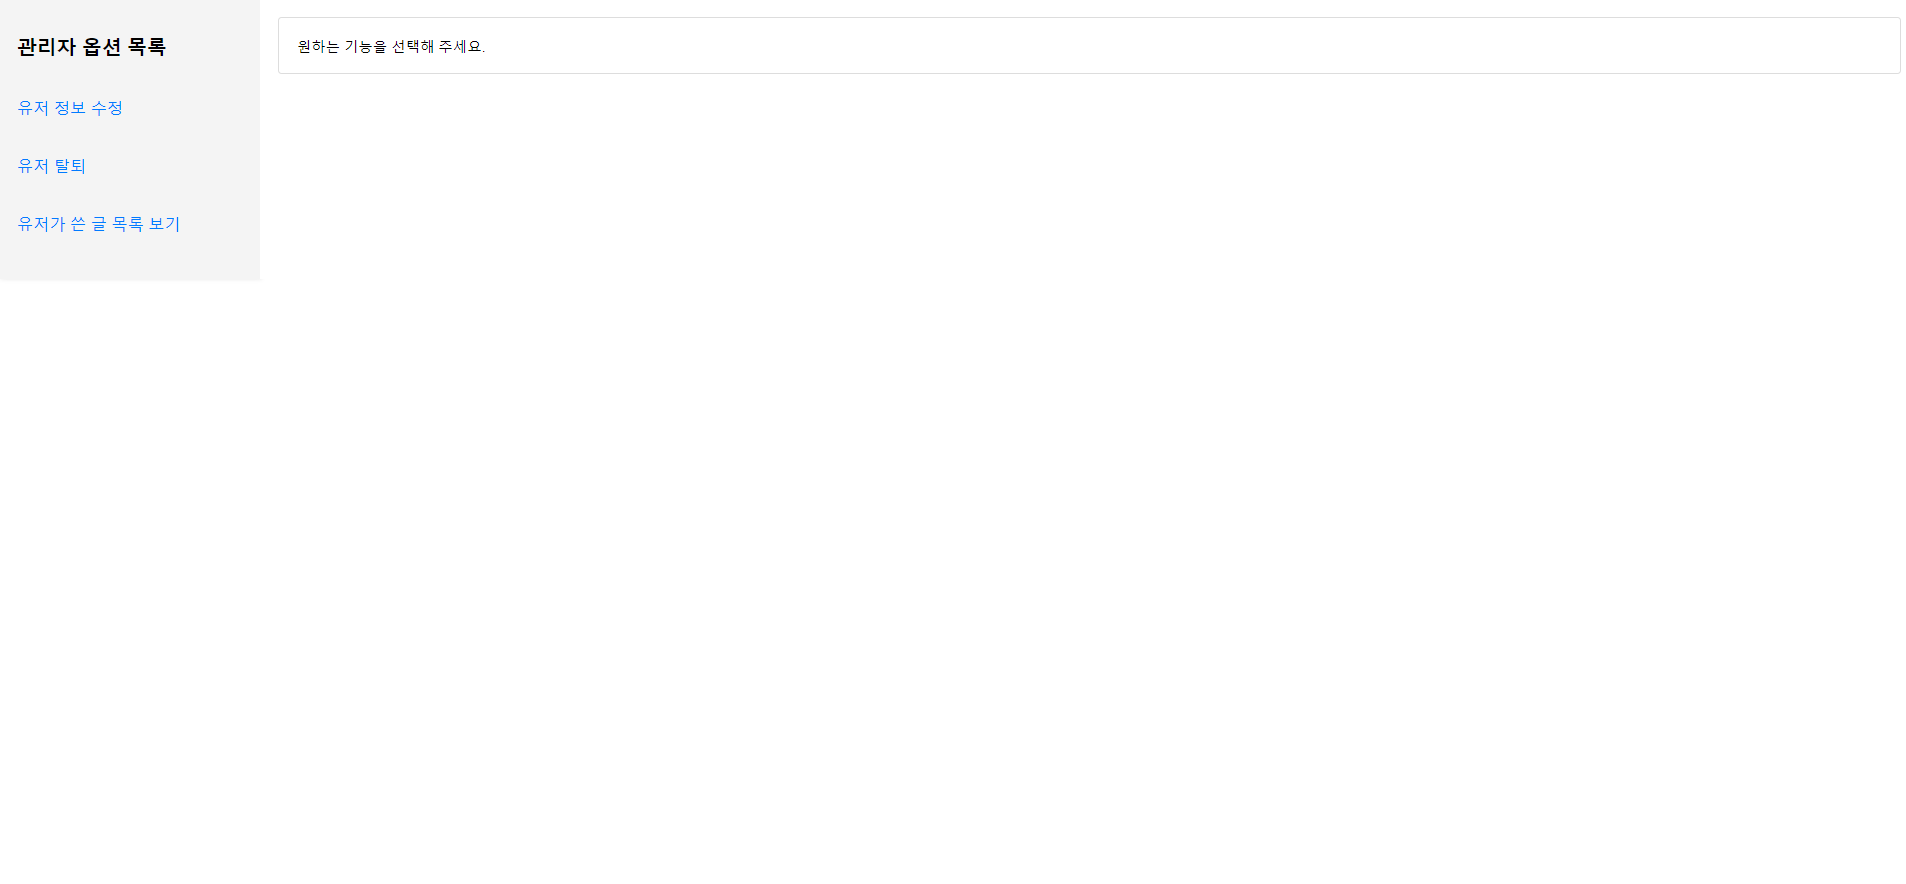 관리자 옵션 목록
유저 정보 수정
유저 탈퇴
유저가 쓴 글 목록 보기
원하는 기능을 선택해 주세요.